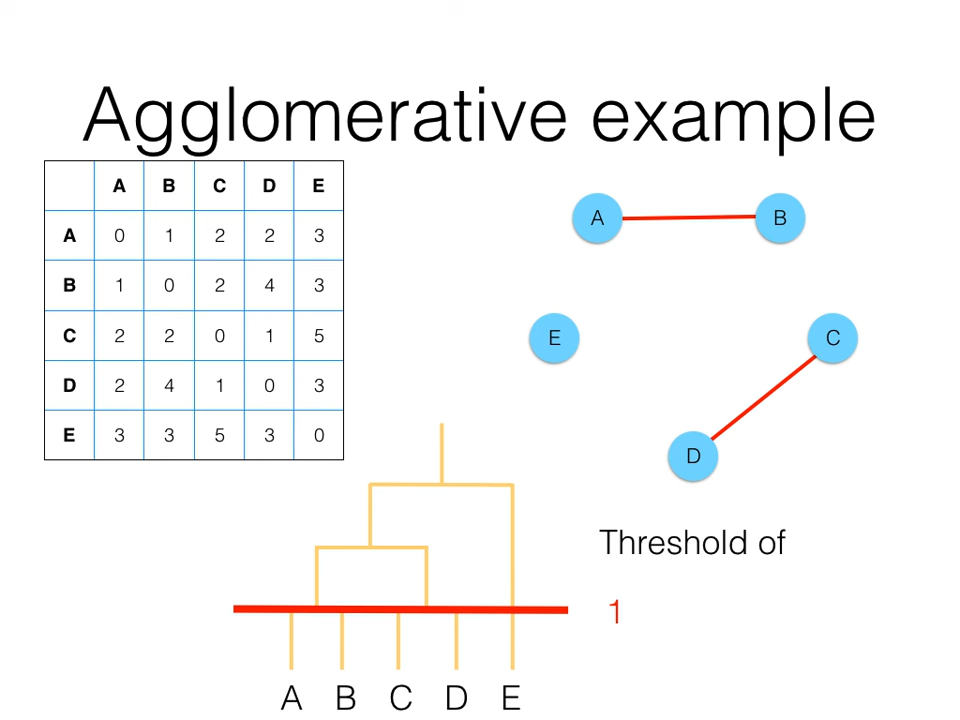 Agglomerative example
A B C D E
A 0 1 2 2 3
B 1 0 2 4 3
C 2 2 0 1 5
D 2 4 1 0 3
E 3 3 5 3 0
A B
E C
D
Threshold of
1
A B C D E